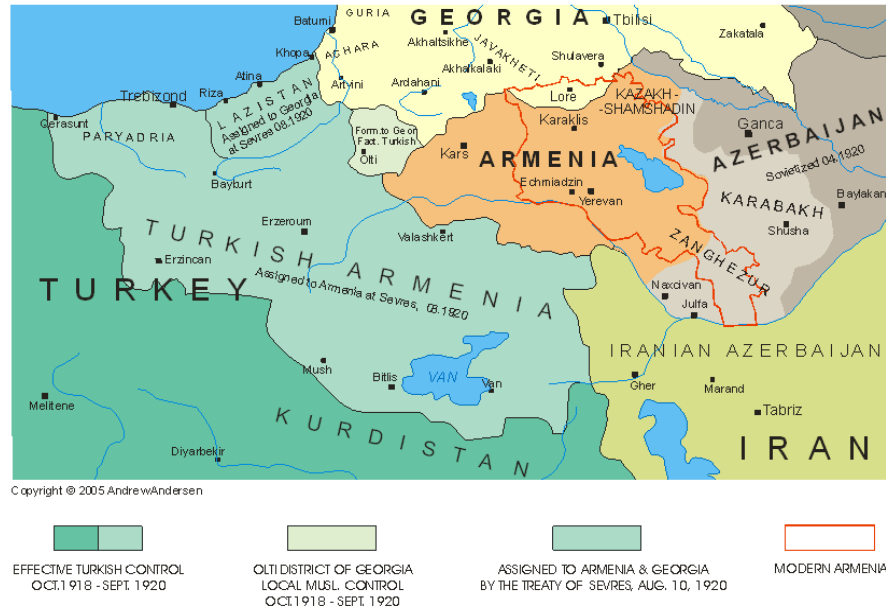 GURIA
GEORGIA
Batumi
Tbilisi
Zakatala
Akhaltsikhe
JAVAKHETI
ACHARA
Khopa
Akhalkalaki
Shulavera
Atina
Artvini
Ardahani
Trebizond
Riza
LAZISTAN
Assigned to Georgia
at Sevres 08.1920
Lore
KAZAKH-
-SHAMSHADIN
Gerasunt
PARYADRIA
Form.to Geor
Fact. Turkish
Olti
Karaklis
Ganca
AZERBAIJAN
Sovietized 04.1920
Kars
ARMENIA
Bayburt
Echmiadzin
Yerevan
KARABAKH
Baylakan
Shusha
Erzeroum
Valashkert
ZANGHEZUR
TURKISH ARMENIA
Assigned to Armenia at Sevres, 08.1920
Erzincan
TURKEY
Naxcivan
Julfa
IRANIAN AZERBAIJAN
Mush
Bitlis
VAN
Van
Gher
Marand
Melitene
Tabriz
KURDISTAN
IRAN
Diyarbekir
Copyright © 2005 AndrewAndersen
EFFECTIVE TURKISH CONTROL
OCT.1918 - SEPT. 1920
OLTI DISTRICT OF GEORGIA
LOCAL MUSL. CONTROL
OCT.1918 - SEPT. 1920
ASSIGNED TO ARMENIA & GEORGIA
BY THE TREATY OF SEVRES, AUG. 10, 1920
MODERN ARMENIA